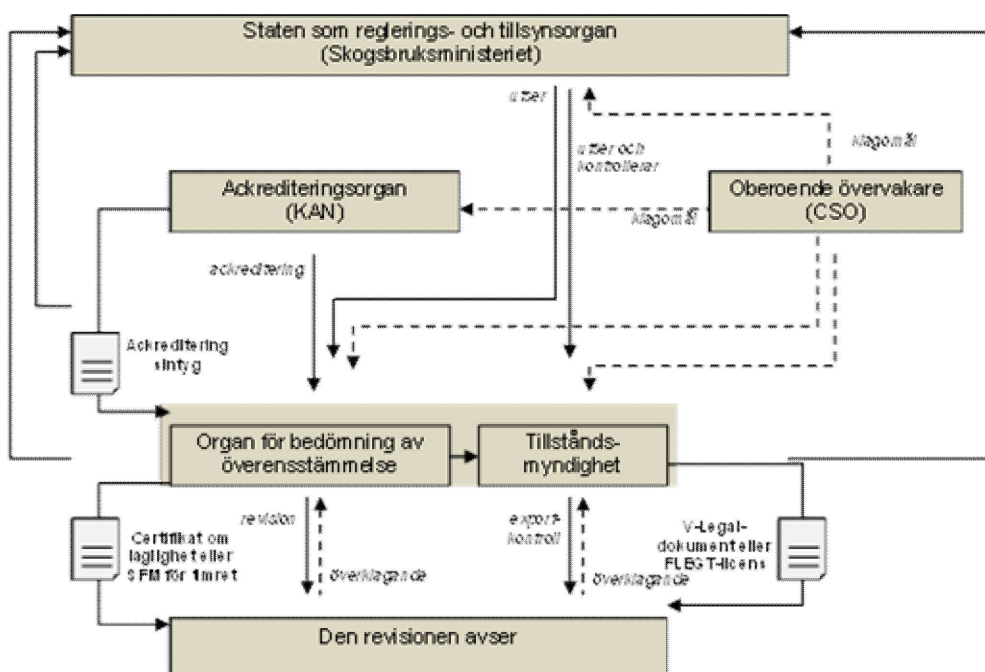 Staten som reglerings- och tillsynsorgan
(Skogsbruksministeriet)
utser
klagomål
utser och
kontrollerar
Ackrediteringsorgan
(KAN)
Oberoende övervakare
(CSO)
klagomål
ackreditering
Ackreditering
sintyg
Organ för bedömning av
överensstämmelse
Tillstånds-
myndighet
revision
export-
kontroll
Certifikat om
laglighet eller
SFM för
V-Legal-
dokument eller
FLEGT-licens
överklagande
överklagande
Den revisionen avser